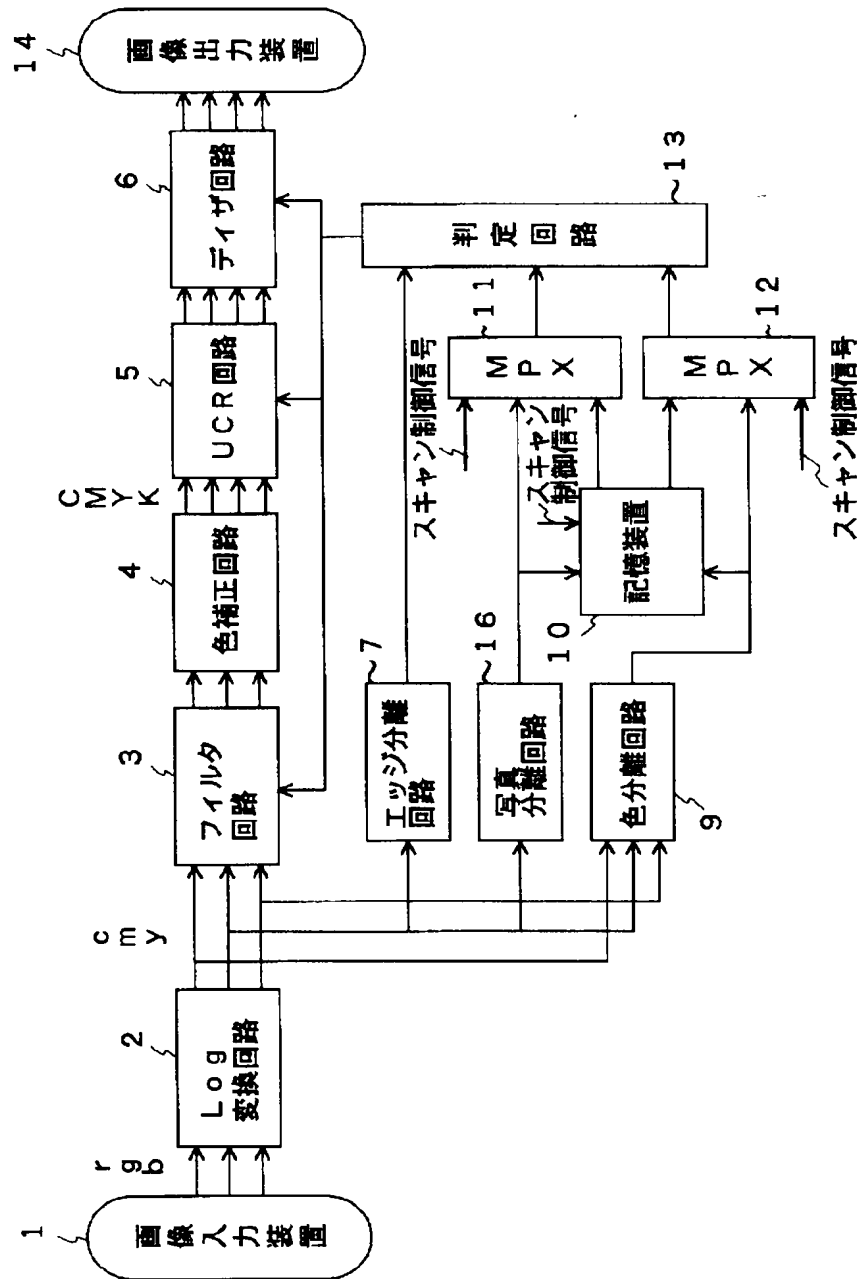 1
画像入力装置
r
g
b
2
Log
変換回路
c
m
y
3
フィルタ
回路
4
色補正回路
C
M
Y
K
5
UCR回路
6
ディザ回路
14
画像出力装置
7
エッジ分離
回路
16
写真
分離回路
9
色分離回路
10
記憶装置
スキャン
制御信号
スキャン制御信号
11
MPX
12
MPX
スキャン制御信号
13
判定回路